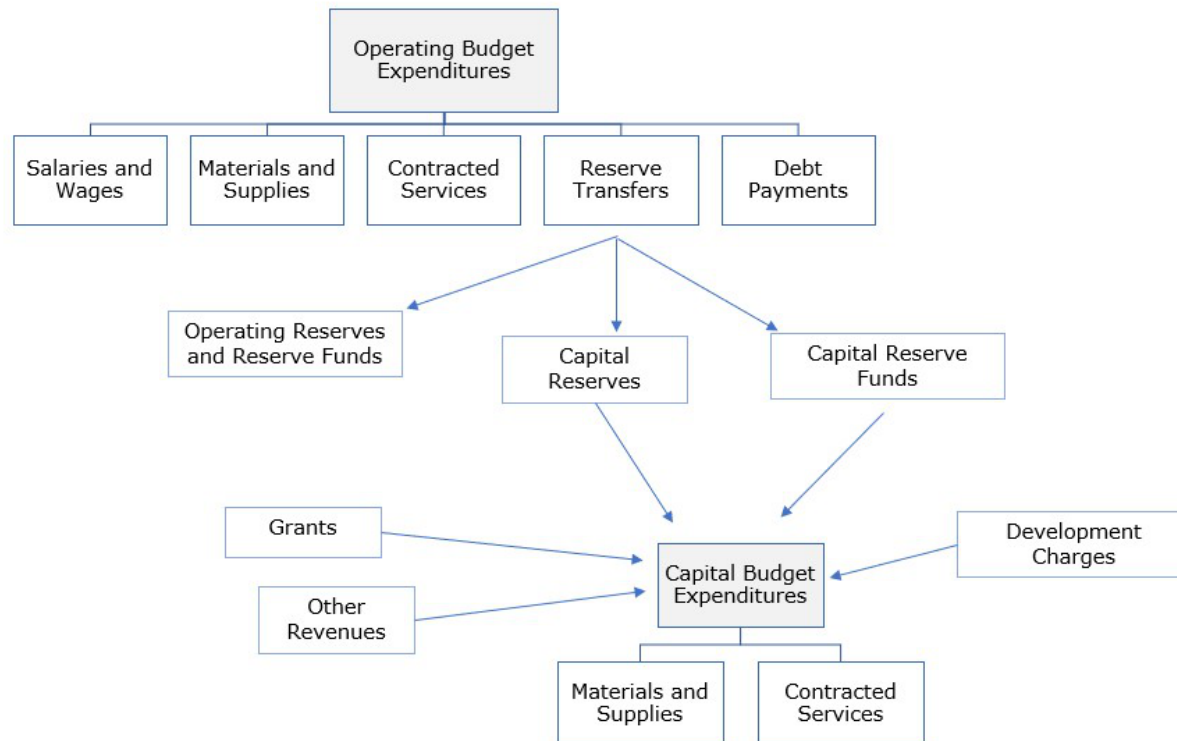 Operating Budget
Expenditures
Salaries and
Wages
Materials and
Supplies
Contracted
Services
Reserve
Transfers
Debt
Payments
Operating Reserves
and Reserve Funds
Capital
Reserves
Capital Reserve
Funds
Grants
Other
Revenues
Capital Budget
Expenditures
Development
Charges
Materials and
Supplies
Contracted
Services